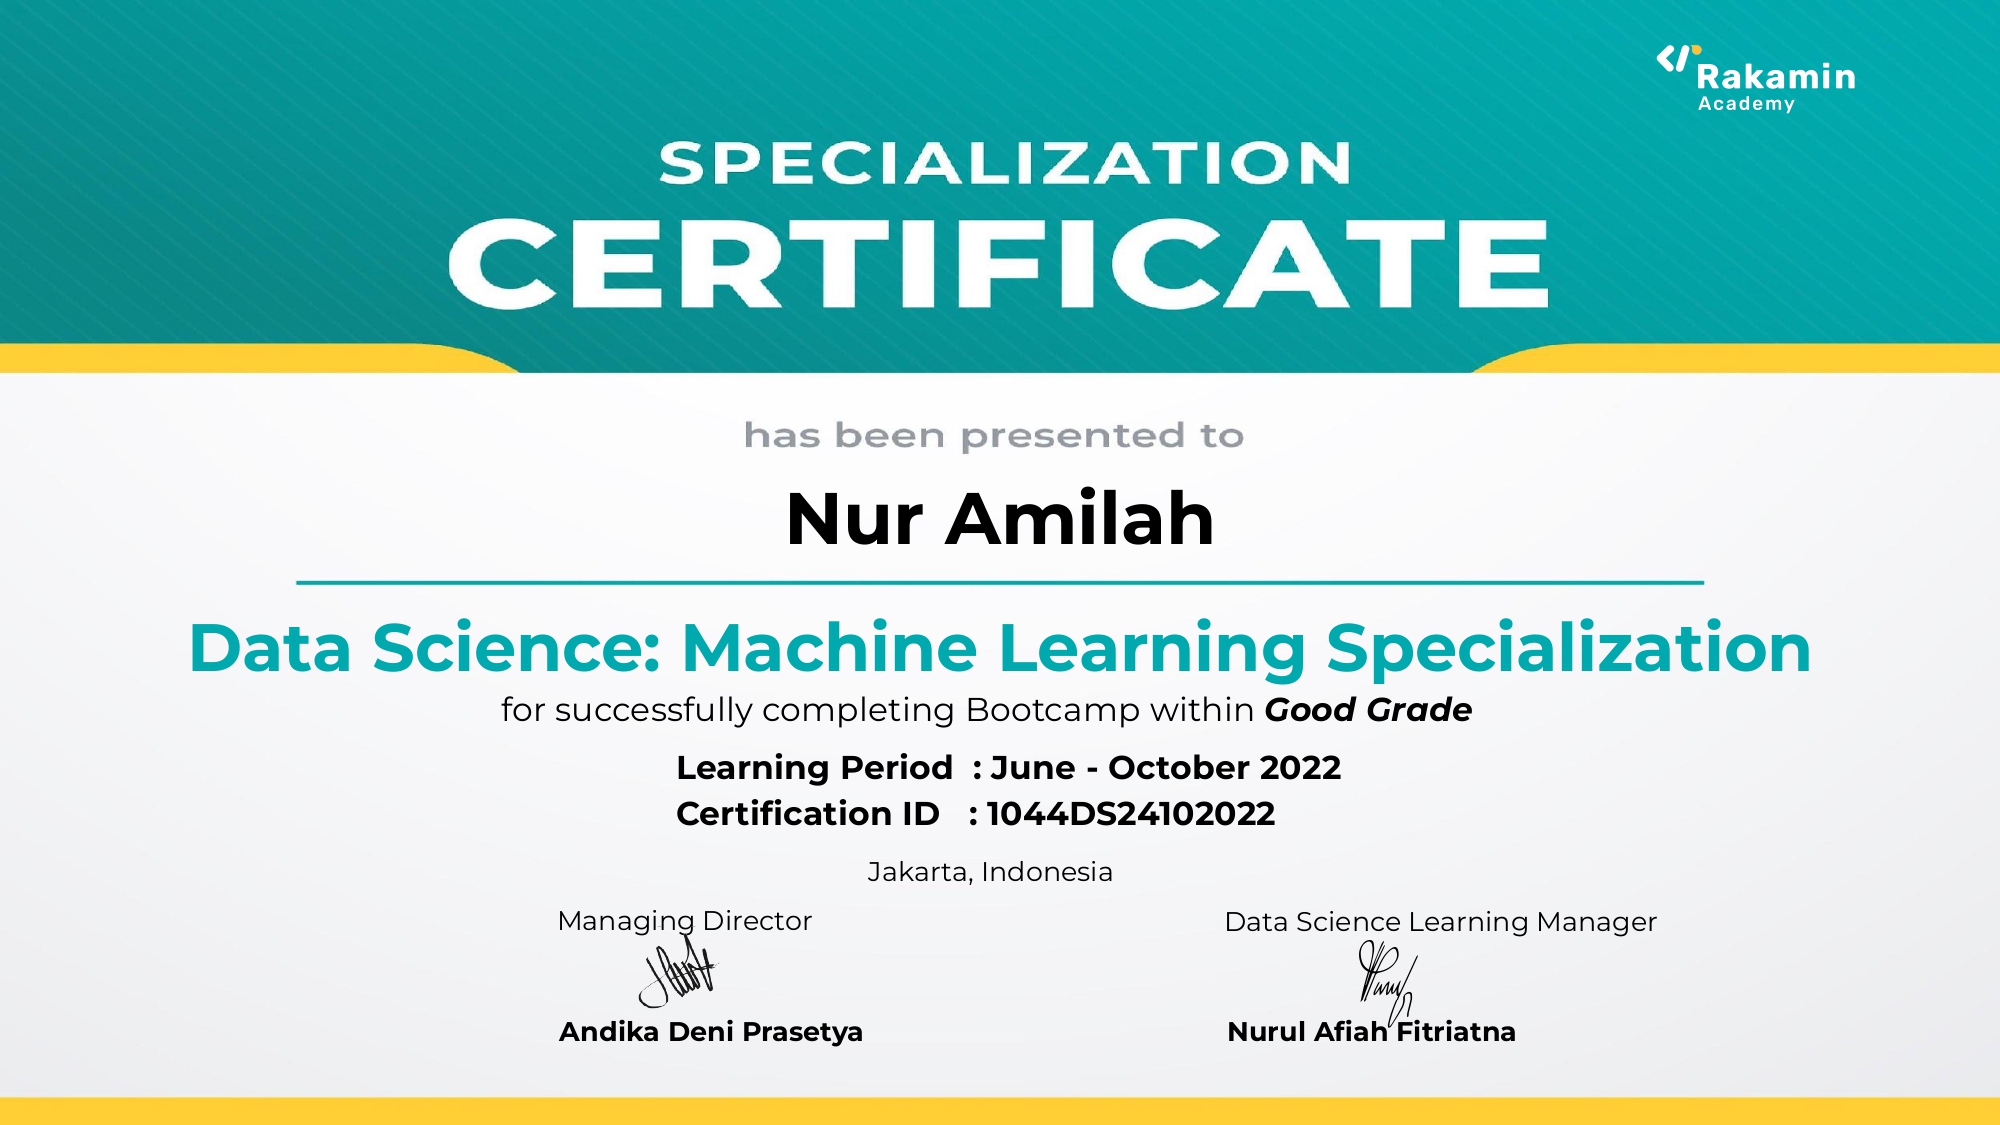 Rakamin
Academy
SPECIALIZATION
CERTIFICATE
has been presented to
Nur Amilah
Data Science: Machine Learning Specialization
for successfully completing Bootcamp within Good Grade
Learning Period : June - October 2022
Certification ID : 1044DS24102022
Jakarta, Indonesia
Managing Director
Andika Deni Prasetya
Data Science Learning Manager
Nurul Afiah Fitriatna